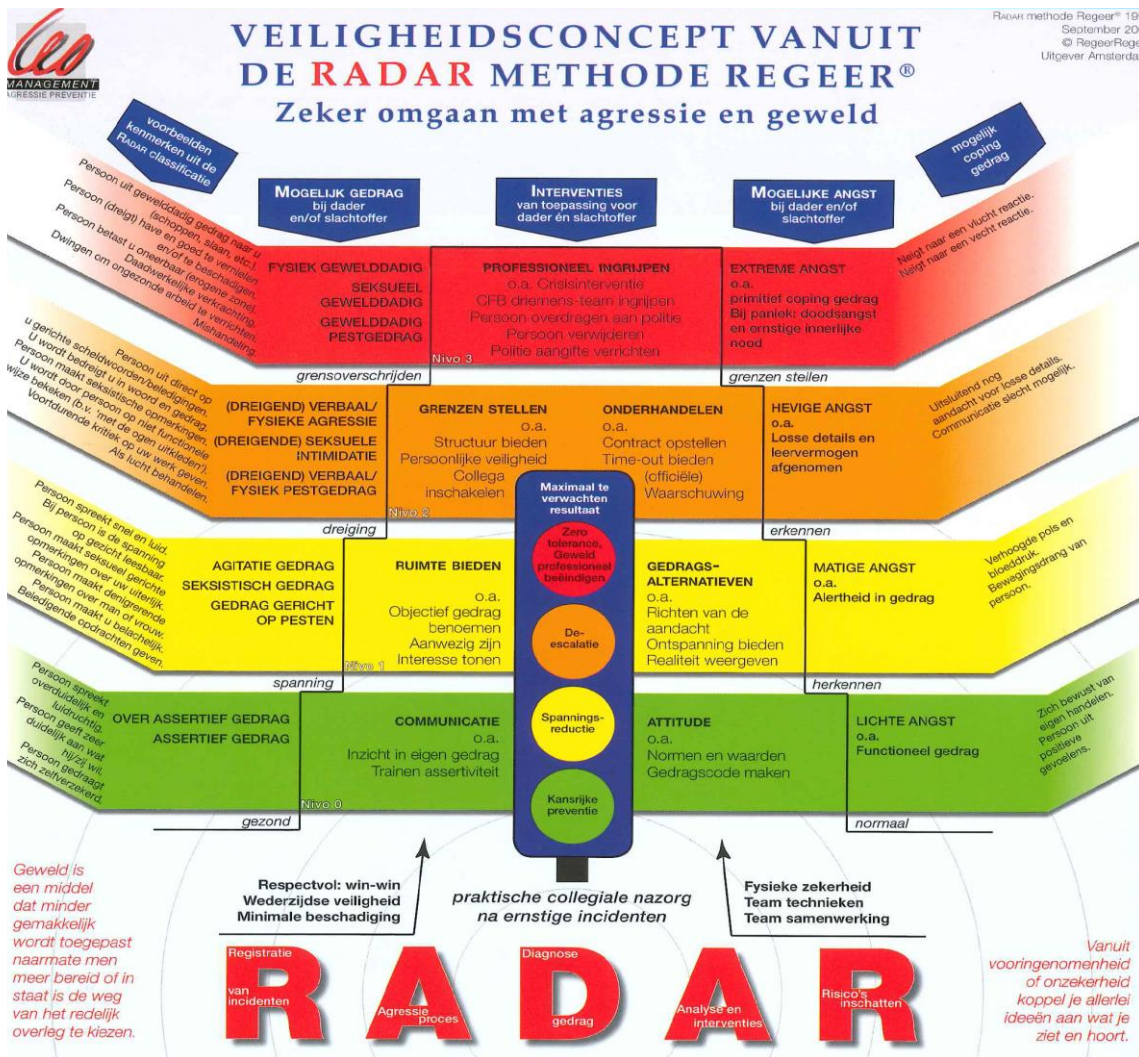 Leo
MANAGEMENT
AGRESSIE PREVENTIE
VEILIGHEIDSCONCEPT VANUIT
DE RADAR METHODE REGEER®
Zeker omgaan met agressie en geweld
RADAR methode Regeer® 19
September 20
© RegeerRege
Uitgever Amsterda
voorbeelden
kenmerken uit de
RADAR classificatie
MOGELIJK GEDRAG
bij dader
en/of slachtoffer
INTERVENTIES
van toepassing voor
dader én slachtoffer
MOGELIJKE ANGST
bij dader en/of
slachtoffer
mogelijk
coping
gedrag
Persoon uit gewelddadig gedrag naar u
(schoppen, slaan, etc.).
Persoon (dreigt) have en goed te vernielen
en/of te beschadigen.
Persoon betast u oneerbaar (erogene zone).
Daadwerkelijke verkrachting.
Dwingen om ongezonde arbeid te verrichten.
Mishandeling.
FYSIEK GEWELDDADIG
SEKSUEEL
GEWELDDADIG
GEWELDDADIG
PESTGEDRAG
Nivo 3
PROFESSIONEEL INGRIJPEN
o.a. Crisisinterventie
CFB driemens-team ingrijpen
Persoon overdragen aan politie
Persoon verwijderen
Politie aangifte verrichten
EXTREME ANGST
o.a.
primitief coping gedrag
Bij paniek: doodsangst
en ernstige innerlijke
nood
Neigt naar een vlucht reactie.
Neigt naar een vecht reactie.
grensoverschrijden
grenzen stellen
Persoon uit direct op
u gerichte scheldwoorden/beledigingen.
U wordt bedreigt u in woord en gedrag.
Persoon maakt seksistische opmerkingen.
U wordt door persoon op niet functionele
wijze bekeken (b.v. 'met de ogen uitkleden').
Voortdurende kritiek op uw werk geven.
Als lucht behandelen.
(DREIGEND) VERBAAL/
FYSIEKE AGRESSIE
(DREIGENDE) SEKSUELE
INTIMIDATIE
(DREIGEND) VERBAAL/
FYSIEK PESTGEDRAG
Nivo 2
GRENZEN STELLEN
o.a.
Structuur bieden
Persoonlijke veiligheid
Collega
inschakelen
ONDERHANDELEN
o.a.
Contract opstellen
Time-out bieden
(officiële)
Waarschuwing
HEVIGE ANGST
o.a.
Losse details en
leervermogen
afgenomen
Uitsluitend nog
aandacht voor losse details.
Communicatie slecht mogelijk.
Maximaal te
verwachten
resultaat
Zero
tolerance,
Geweld
professioneel
beëindigen
De-
escalatie
Spannings-
reductie
Kansrijke
preventie
dreiging
erkennen
Persoon spreekt snel en luid.
Bij persoon is de spanning
op gezicht leesbaar.
Persoon maakt seksueel gerichte
opmerkingen over uw uiterlijk.
Persoon maakt denigrerende
opmerkingen over man of vrouw.
Persoon maakt u belachelijk.
Beledigende opdrachten geven.
AGITATIE GEDRAG
SEKSISTISCH GEDRAG
GEDRAG GERICHT
OP PESTEN
Nivo 1
RUIMTE BIEDEN
o.a.
Objectief gedrag
benoemen
Aanwezig zijn
Interesse tonen
GEDRAGS-
ALTERNATIEVEN
o.a.
Richten van de
aandacht
Ontspanning bieden
Realiteit weergeven
MATIGE ANGST
o.a.
Alertheid in gedrag
Verhoogde pols en
bloeddruk.
Bewegingsdrang van
persoon.
spanning
herkennen
Persoon spreekt
overduidelijk en
luidruchtig.
Persoon geeft zeer
duidelijk aan wat
hij/zij wil.
Persoon gedraagt
zich zelfverzekerd.
OVER ASSERTIEF GEDRAG
ASSERTIEF GEDRAG
Nivo 0
COMMUNICATIE
o.a.
Inzicht in eigen gedrag
Trainen assertiviteit
ATTITUDE
o.a.
Normen en waarden
Gedragscode maken
LICHTE ANGST
o.a.
Functioneel gedrag
Zich bewust van
eigen handelen.
Persoon uit
positieve
gevoelens.
gezond
normaal
Geweld is
een middel
dat minder
gemakkelijk
wordt toegepast
naarmate men
meer bereid of in
staat is de weg
van het redelijk
overleg te kiezen.
Respectvol: win-win
Wederzijdse veiligheid
Minimale beschadiging
praktische collegiale nazorg
na ernstige incidenten
Fysieke zekerheid
Team technieken
Team samenwerking
Vanuit
vooringenomenheid
of onzekerheid
koppel je allerlei
ideeën aan wat je
ziet en hoort.
RADAR
Registratie
van
incidenten
Agressie
proces
Diagnose
gedrag
Analyse en
interventies
Risico's
inschatten